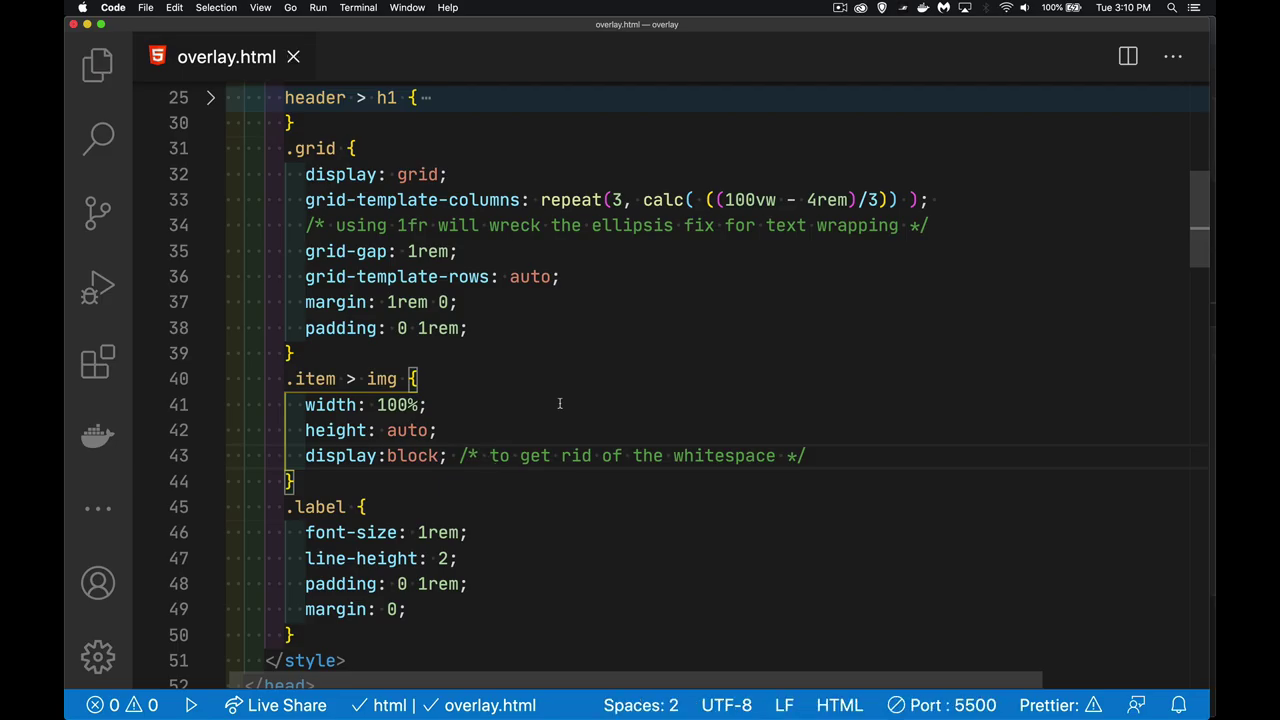 Code File Edit Selection View Go Run Terminal Window Help 100% Tue 3:10 PM
overlay.html — overlay
overlay.html
25 header > h1 {
30 }
31 .grid {
32 display: grid;
33 grid-template-columns: repeat(3, calc( ((100vw - 4rem)/3)) );
34 /* using 1fr will wreck the ellipsis fix for text wrapping */
35 grid-gap: 1rem;
36 grid-template-rows: auto;
37 margin: 1rem 0;
38 padding: 0 1rem;
39 }
40 .item > img {
41 width: 100%;
42 height: auto;
43 display:block; /* to get rid of the whitespace */
44 }
45 .label {
46 font-size: 1rem;
47 line-height: 2;
48 padding: 0 1rem;
49 margin: 0;
50 }
51 </style>
52 </head>
0 0 Live Share html | overlay.html Spaces: 2 UTF-8 LF HTML Port : 5500 Prettier: